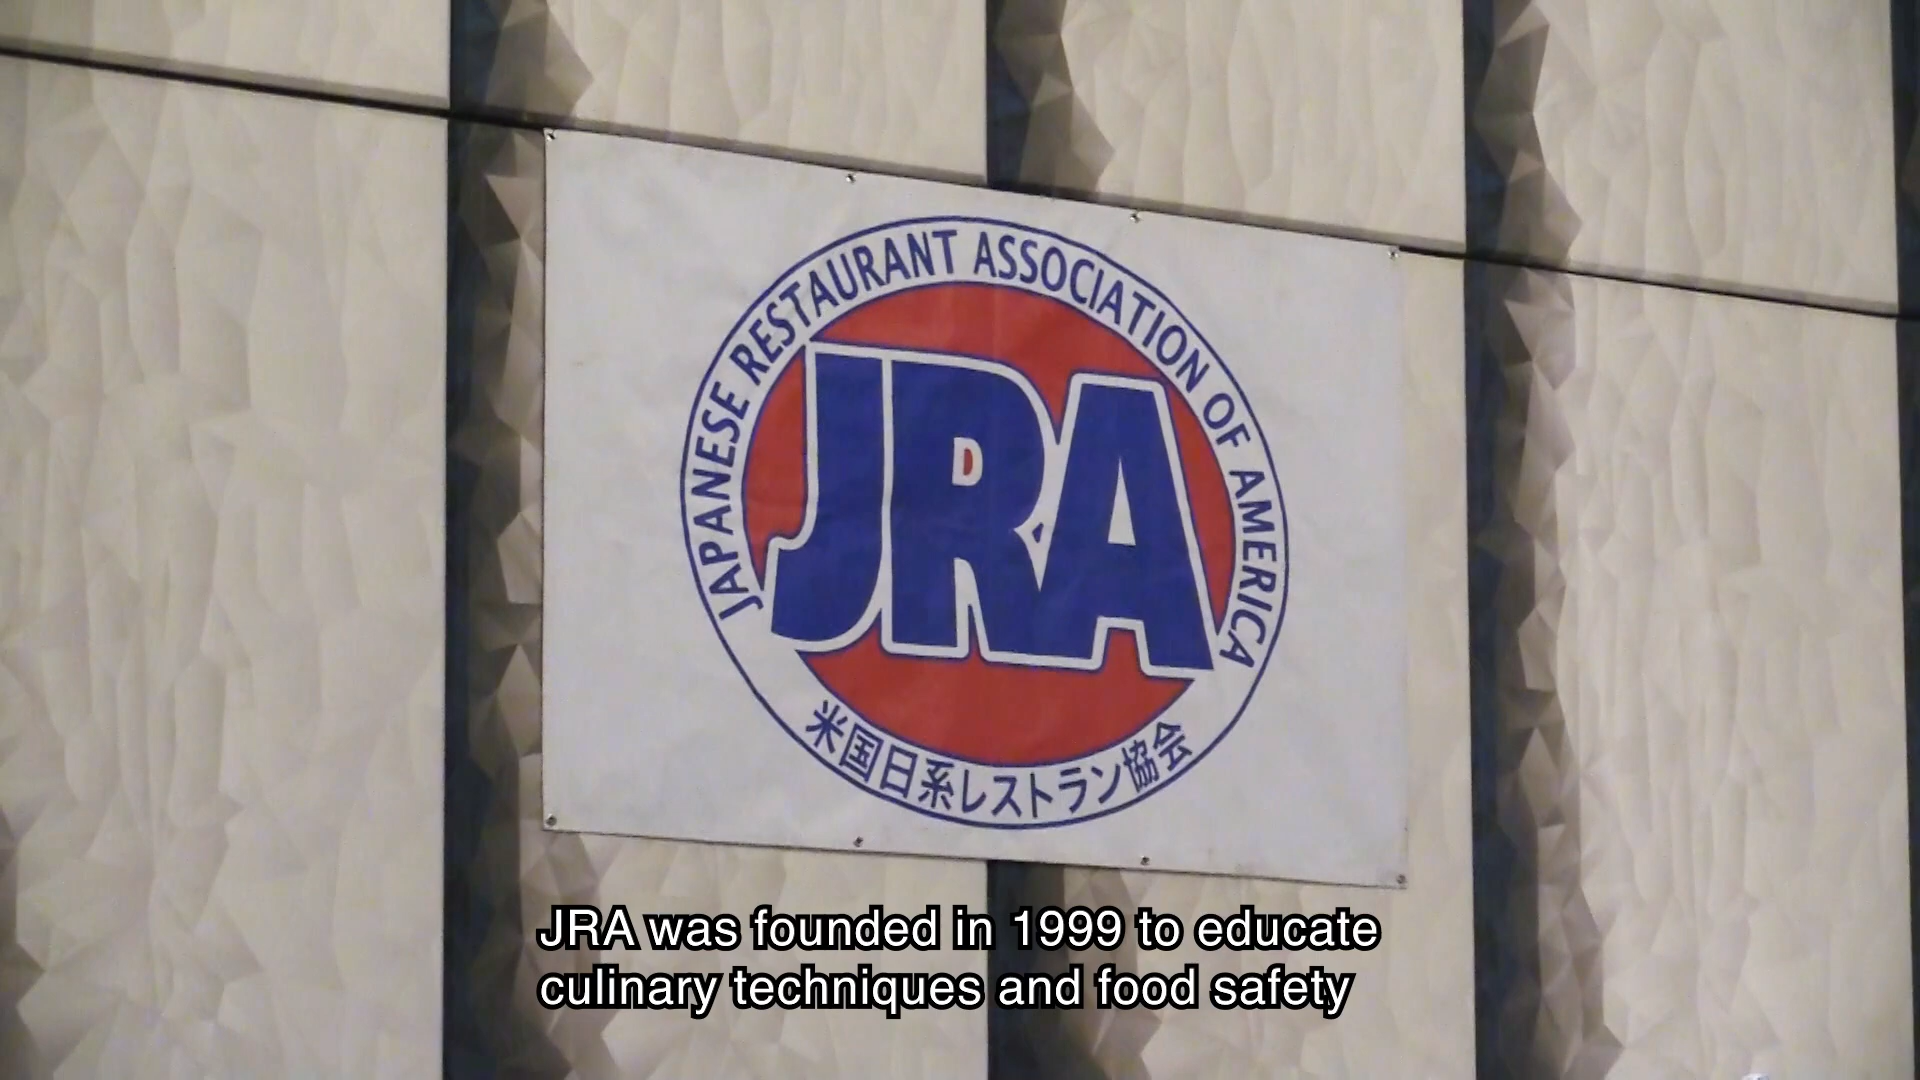 JAPANESE RESTAURANT ASSOCIATION OF AMERICA
JRA
米国日系レストラン協会
JRA was founded in 1999 to educate
culinary techniques and food safety